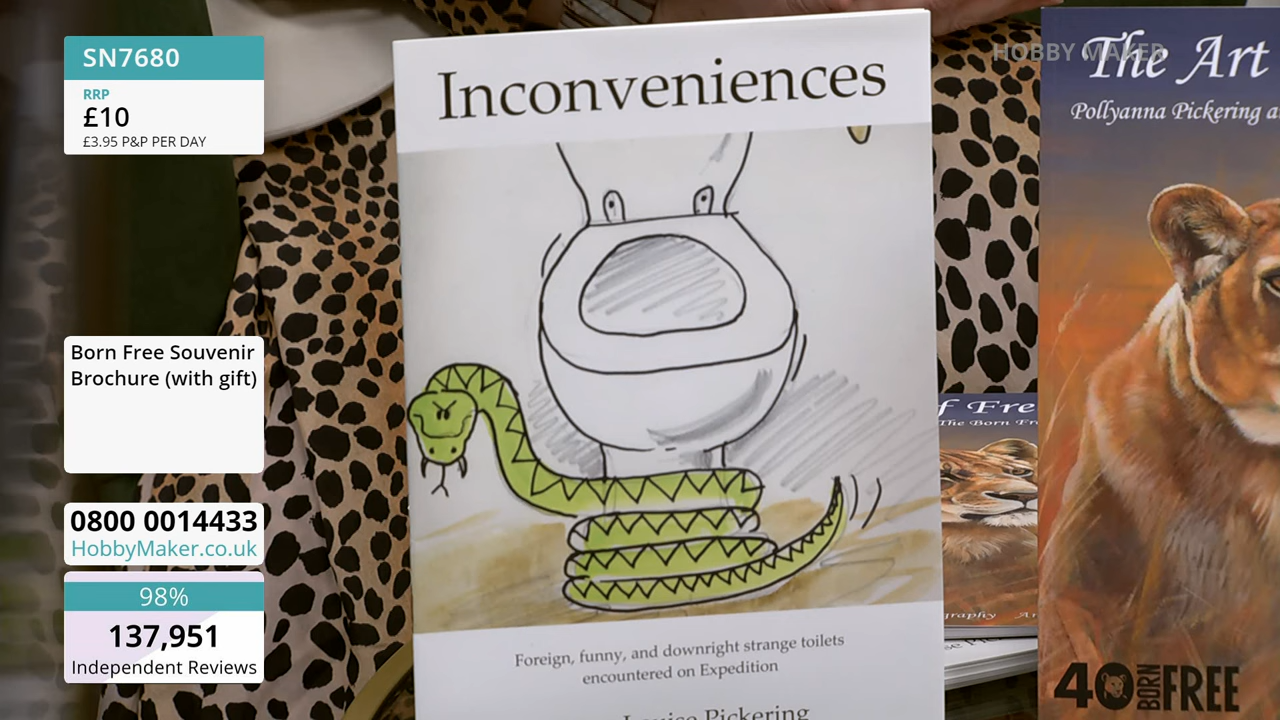 SN7680
RRP
£10
£3.95 P&P PER DAY
Born Free Souvenir
Brochure (with gift)
0800 0014433
HobbyMaker.co.uk
98%
137,951
Independent Reviews
Inconveniences
Foreign, funny, and downright strange toilets
encountered on Expedition
Louise Pickering
HOBBY MAKER
The Art
Pollyanna Pickering
f Fre
The Born Fr
40 BORN FREE